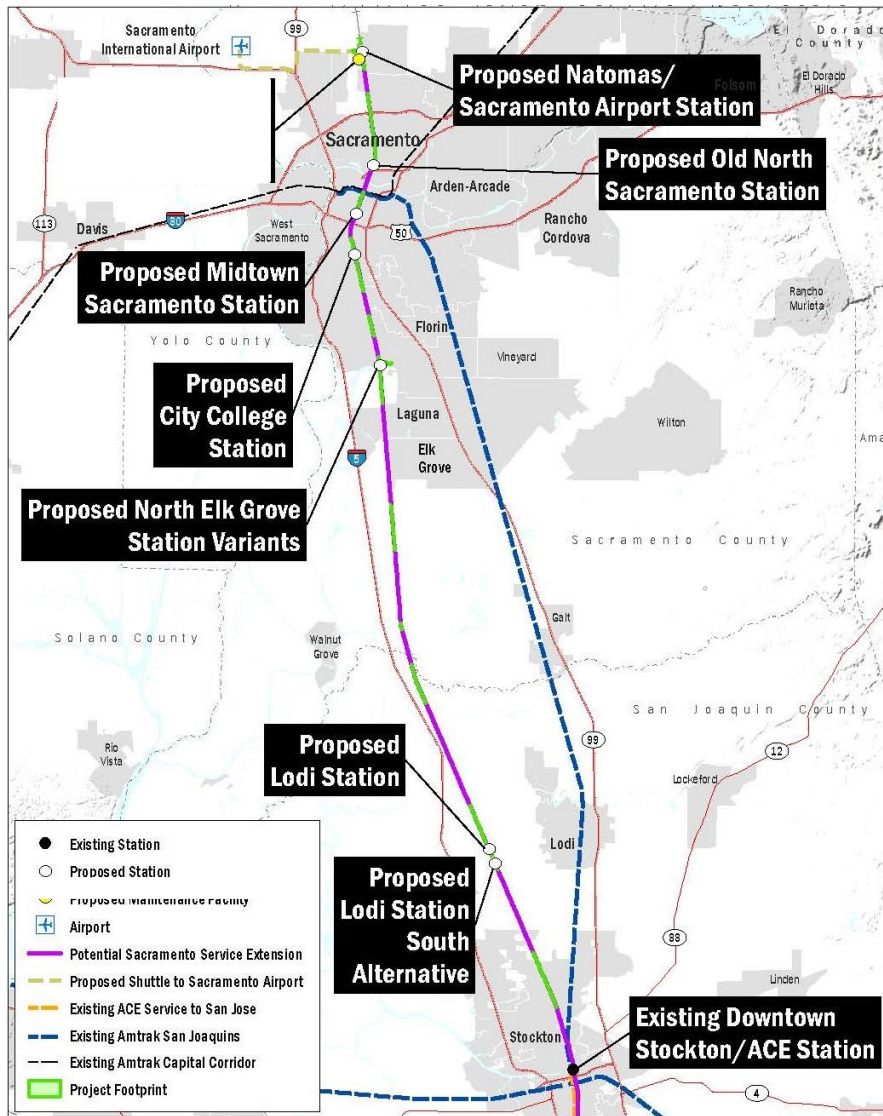 Sacramento
International Airport
99
El Dorado
County
El Dorado
Hills
Folsom
Proposed Natomas/
Sacramento Airport Station
Sacramento
Proposed Old North
Sacramento Station
Arden-Arcade
113
Davis
80
West
Sacramento
50
Rancho
Cordova
Proposed Midtown
Sacramento Station
Rancho
Murieta
Yolo County
Florin
Vineyard
Proposed
City College
Station
Laguna
Wilton
Elk
Grove
5
Proposed North Elk Grove
Station Variants
Sacramento County
Solano County
Walnut
Grove
Galt
San Joaquin County
Rio
Vista
Proposed
Lodi Station
99
12
Lockeford
Lodi
Proposed
Lodi Station
South
Alternative
88
Linden
Stockton
Existing Downtown
Stockton/ACE Station
4
Existing Station
Proposed Station
Proposed Maintenance Facility
Airport
Potential Sacramento Service Extension
Proposed Shuttle to Sacramento Airport
Existing ACE Service to San Jose
Existing Amtrak San Joaquins
Existing Amtrak Capital Corridor
Project Footprint